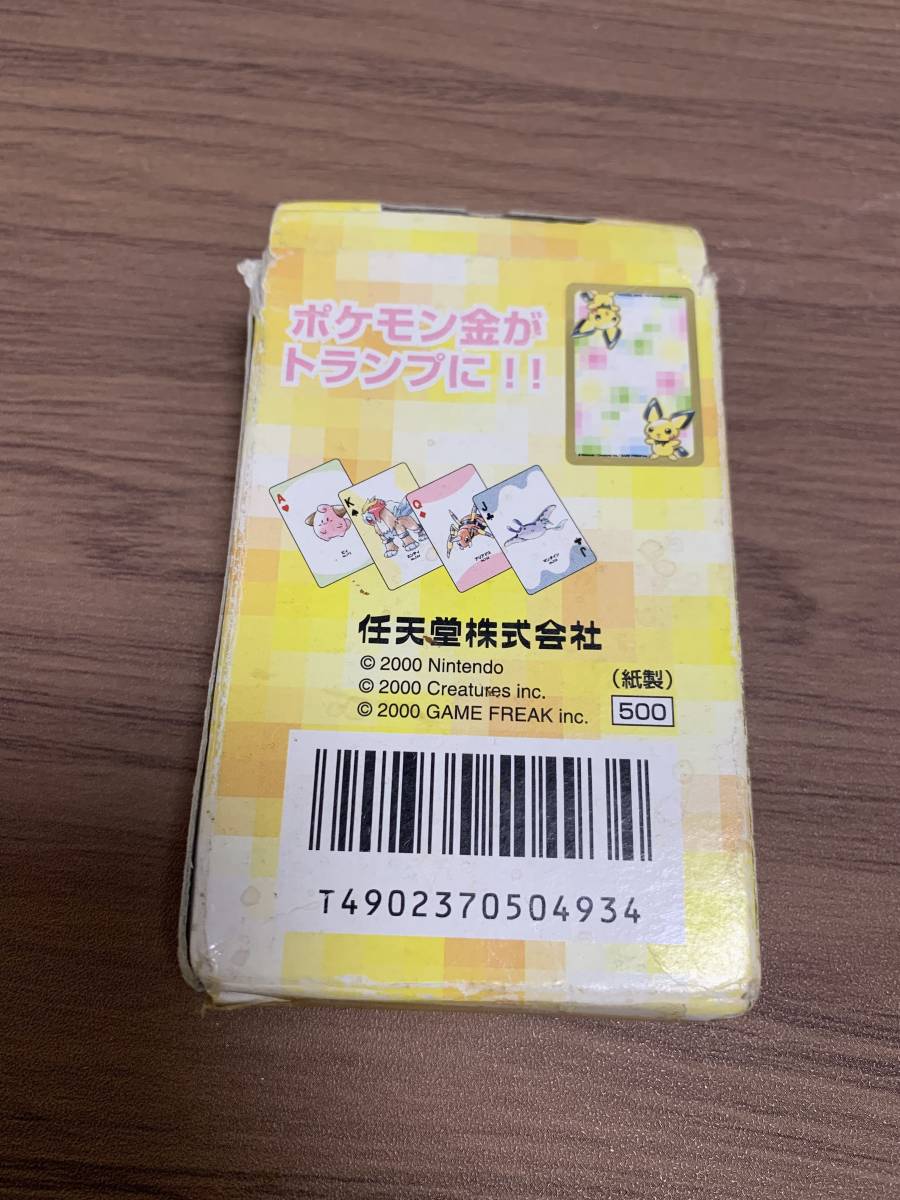 ポケモン金が
トランプに！！
A
K
Q
J
J
任天堂株式会社
© 2000 Nintendo
© 2000 Creatures inc.
© 2000 GAME FREAK inc.
（紙製）
500
T4902370504934